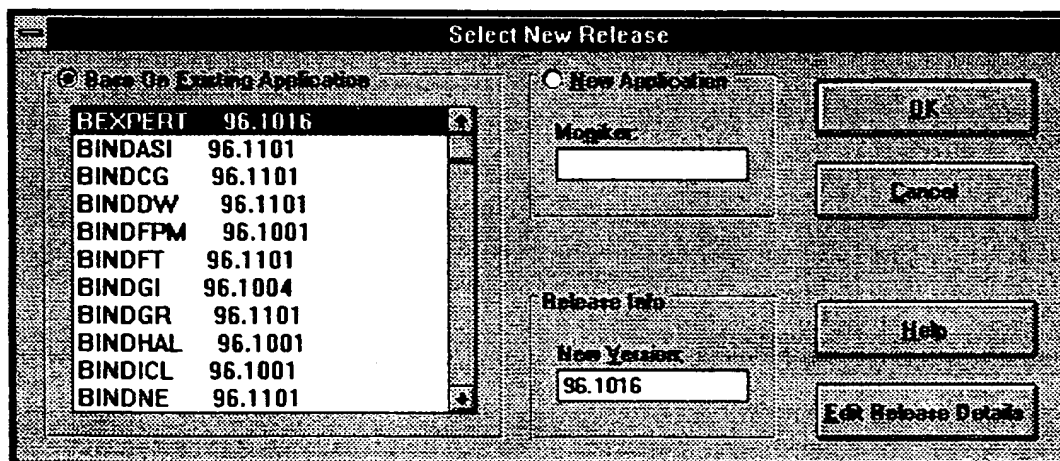 Select New Release
Base On Existing Application
BEXPERT 96.1016
BINDASI 96.1101
BINDCG 96.1101
BINDDW 96.1101
BINDFPM 96.1001
BINDFT 96.1101
BINDGI 96.1004
BINDGR 96.1101
BINDHAL 96.1001
BINDICL 96.1001
BINDNE 96.1101
New Application
Moniker:
Release Info
New Version:
96.1016
OK
Cancel
Help
Edit Release Details